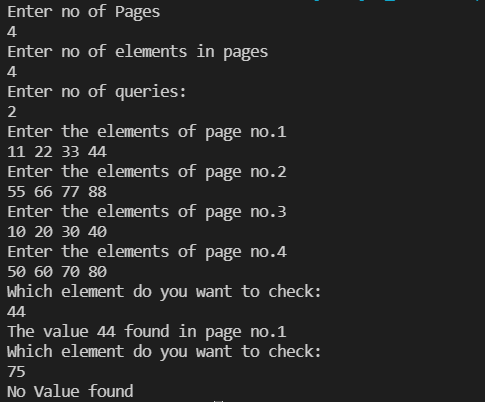 Enter no of Pages
4
Enter no of elements in pages
4
Enter no of queries:
2
Enter the elements of page no.1
11 22 33 44
Enter the elements of page no.2
55 66 77 88
Enter the elements of page no.3
10 20 30 40
Enter the elements of page no.4
50 60 70 80
Which element do you want to check:
44
The value 44 found in page no.1
Which element do you want to check:
75
No Value found